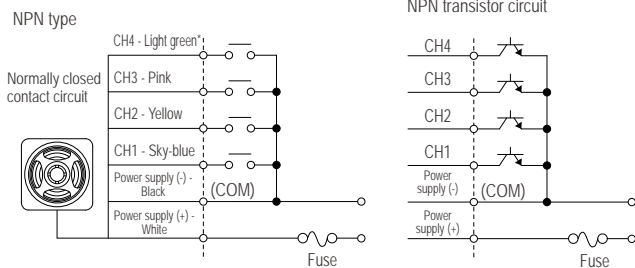 NPN type
Normally closed
contact circuit
CH4 - Light green*
CH3 - Pink
CH2 - Yellow
CH1 - Sky-blue
Power supply (-) -
Black
(COM)
Power supply (+) -
White
Fuse
NPN transistor circuit
CH4
CH3
CH2
CH1
Power
supply (-)
(COM)
Power
supply (+)
Fuse